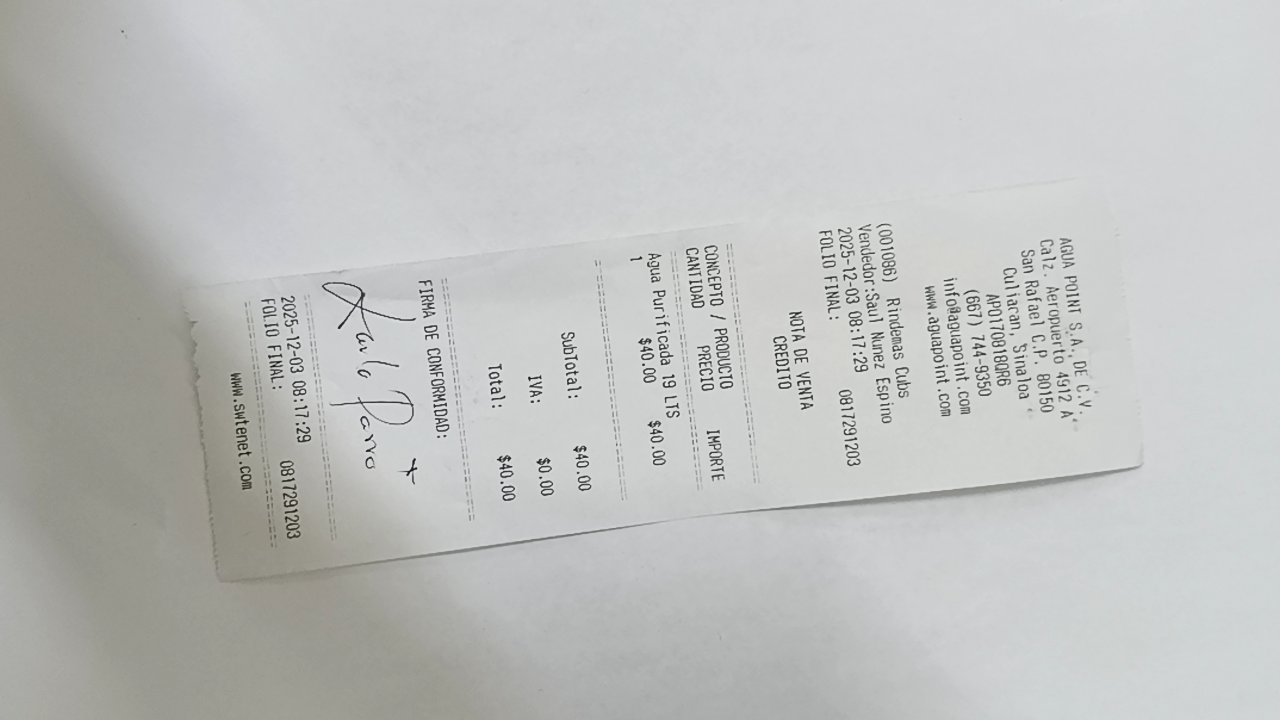 AGUA POINT S.A. DE C.V.
Calz. Aeropuerto 4912 A
San Rafael C.P. 80150
Culiacan, Sinaloa
APO170818QR6
(667) 744-9350
info@aguapoint.com
www.aguapoint.com
(001086) Rindemas Cubs
Vendedor:Saul Nunez Espino
2025-12-03 08:17:29
FOLIO FINAL: 0817291203
NOTA DE VENTA
CREDITO
CONCEPTO / PRODUCTO
CANTIDAD PRECIO IMPORTE
Agua Purificada 19 LTS
1 $40.00 $40.00
SubTotal: $40.00
IVA: $0.00
Total: $40.00
FIRMA DE CONFORMIDAD:
2025-12-03 08:17:29
FOLIO FINAL: 0817291203
www.swtenet.com